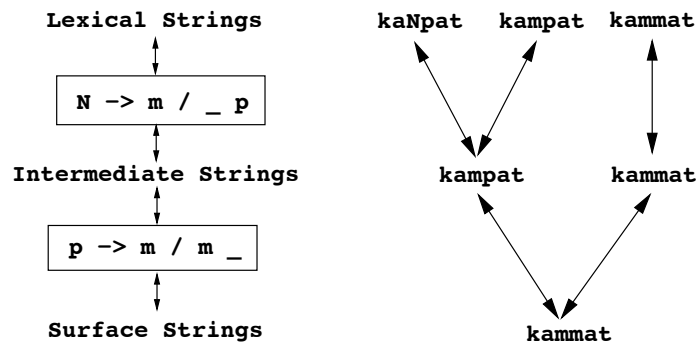 Lexical Strings
kaNpat kampat kammat
N -> m / _ p
Intermediate Strings
kampat kammat
p -> m / m _
Surface Strings
kammat